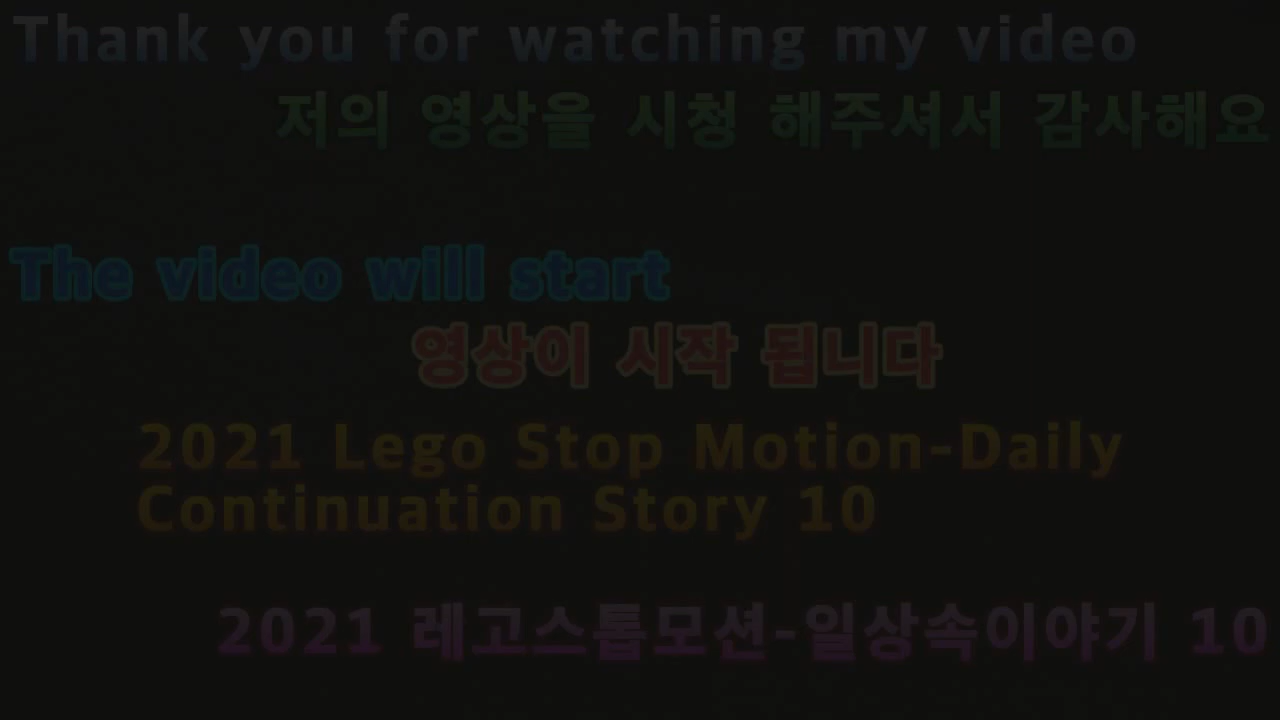 Thank you for watching my video
저의 영상을 시청 해주셔서 감사해요
The video will start
영상이 시작 됩니다
2021 Lego Stop Motion-Daily
Continuation Story 10
2021 레고스톱모션-일상속이야기 10